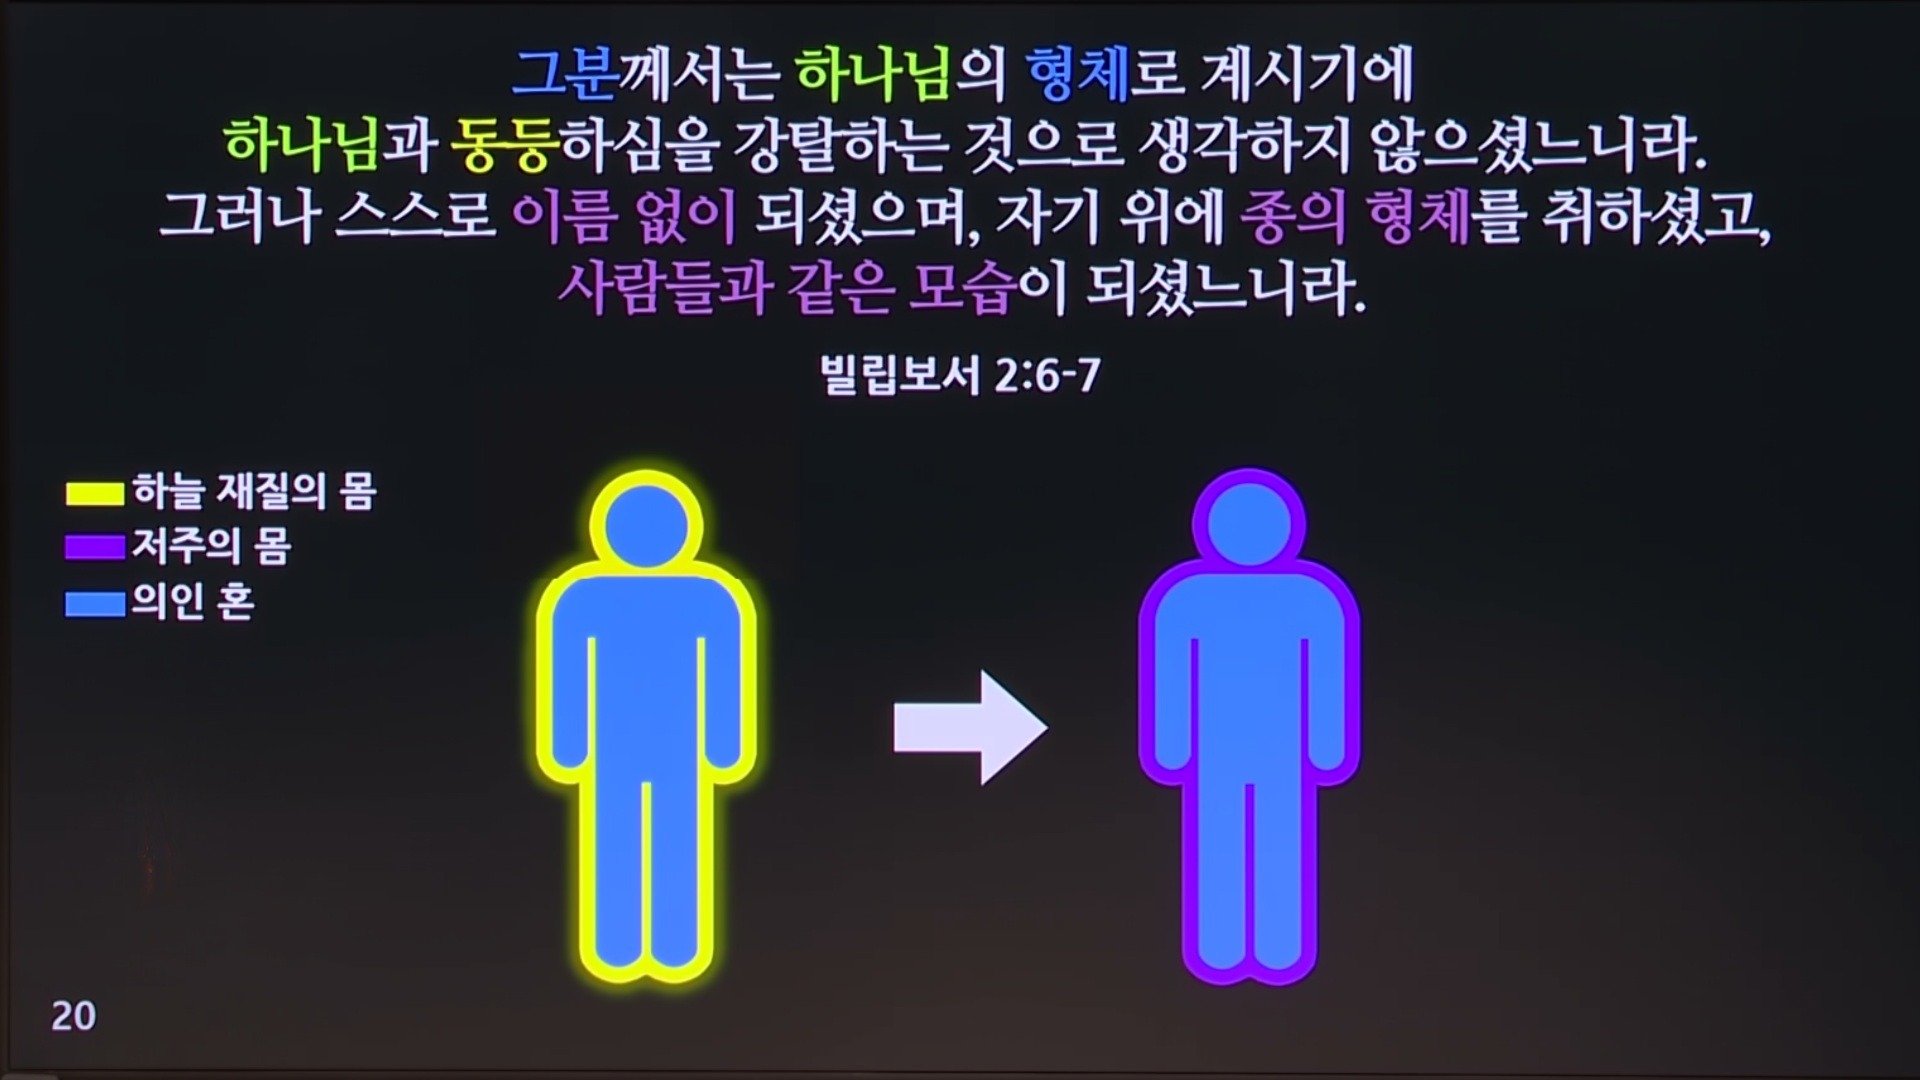 그분께서는 하나님의 형체로 계시기에
하나님과 동등하심을 강탈하는 것으로 생각하지 않으셨느니라.
그러나 스스로 이름 없이 되셨으며, 자기 위에 종의 형체를 취하셨고,
사람들과 같은 모습이 되셨느니라.
빌립보서 2:6-7
하늘 재질의 몸
저주의 몸
의인 혼
20